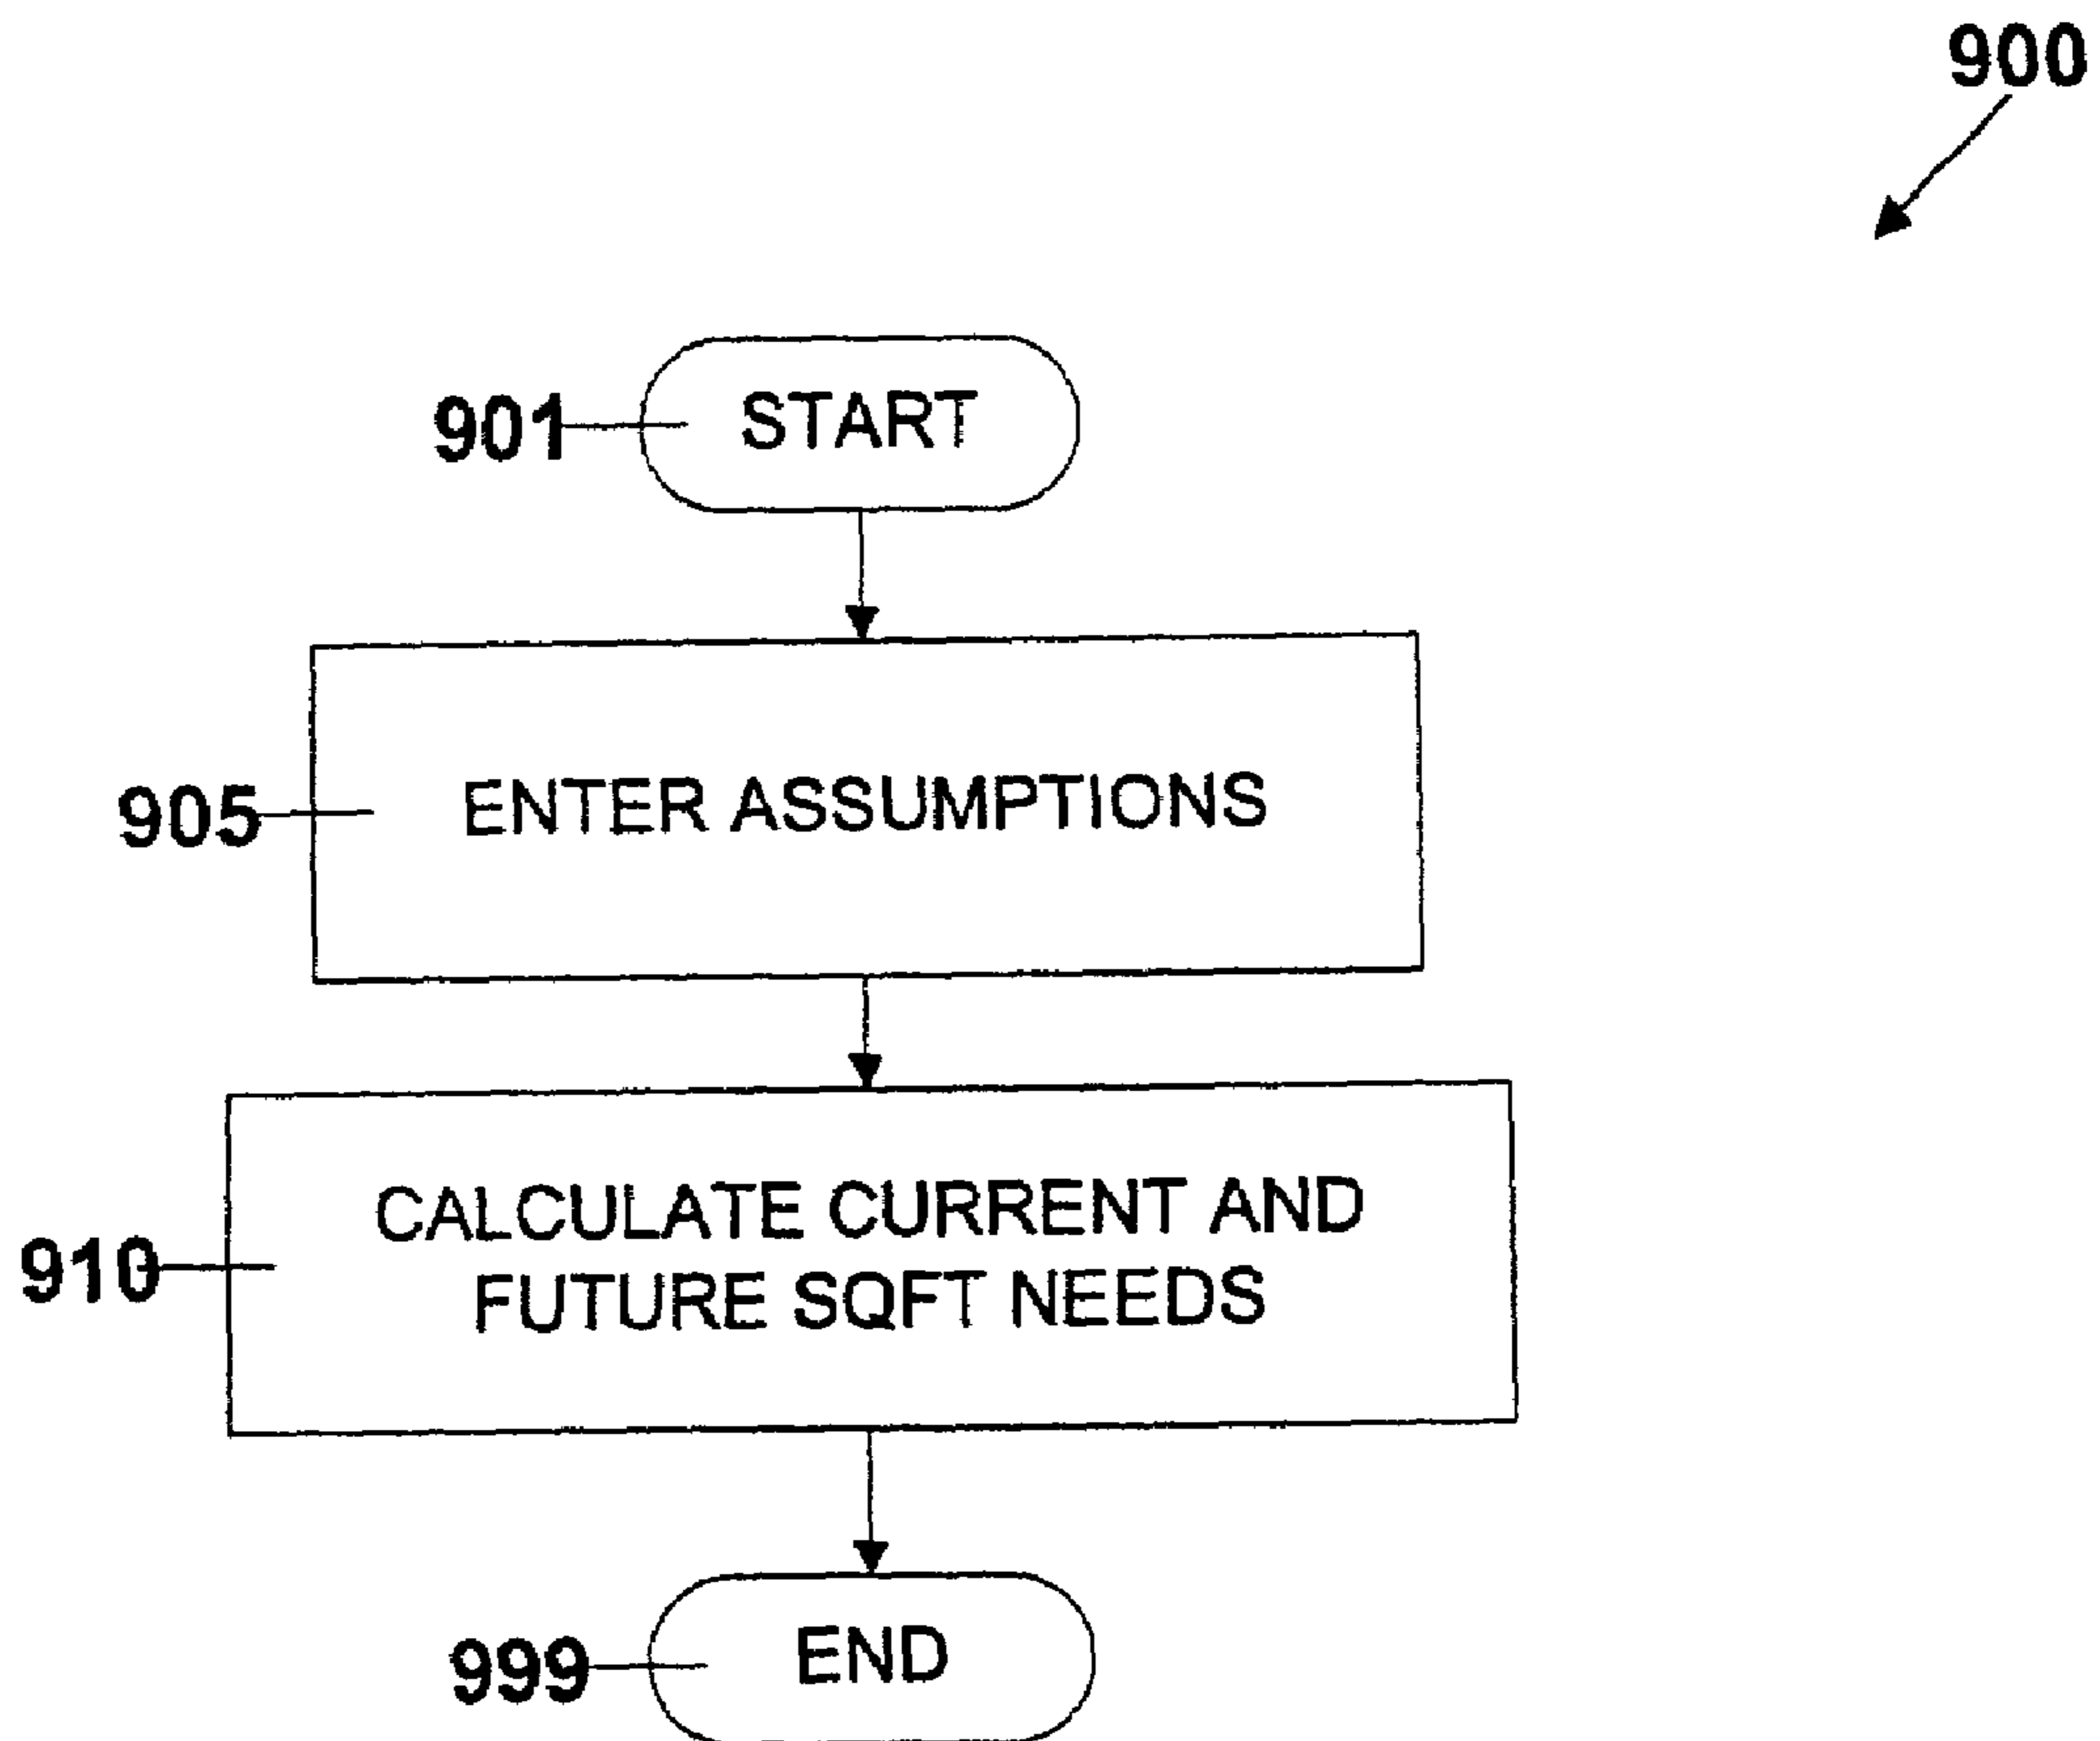 900
901
START
905
ENTER ASSUMPTIONS
910
CALCULATE CURRENT AND
FUTURE SQFT NEEDS
999
END